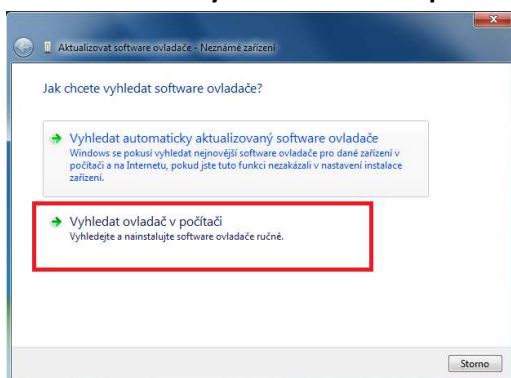 Aktualizovat software ovladače - Neznámé zařízení
Jak chcete vyhledat software ovladače?
Vyhledat automaticky aktualizovaný software ovladače
Windows se pokusí vyhledat nejnovější software ovladače pro dané zařízení v
počítači a na Internetu, pokud jste tuto funkci nezakázali v nastavení instalace
zařízení.
Vyhledat ovladač v počítači
Vyhledejte a nainstalujte software ovladače ručně.
Storno